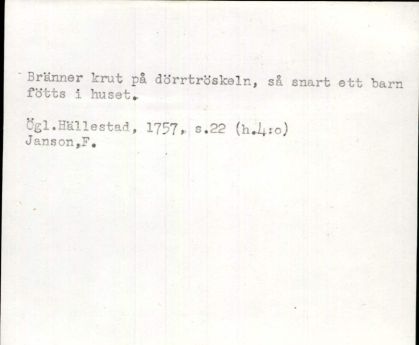 Bränner krut på dörrtröskeln, så snart ett barn
fötts i huset.
Ögl.Hällestad, 1757, s.22 (h.4:o)
Janson,F.